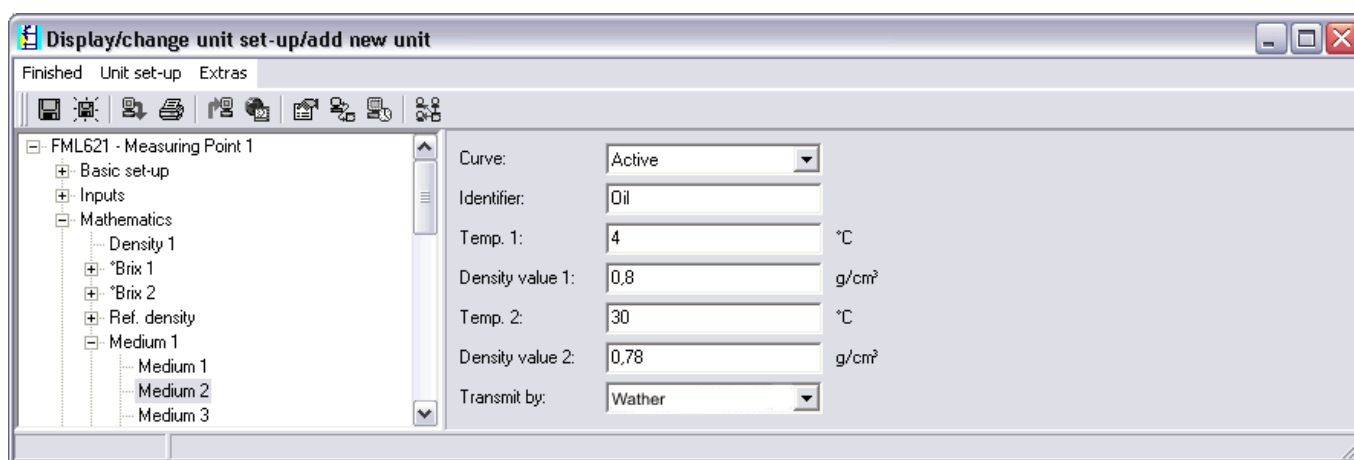 Display/change unit set-up/add new unit
Finished Unit set-up Extras
FML621 - Measuring Point 1
Basic set-up
Inputs
Mathematics
Density 1
°Brix 1
°Brix 2
Ref. density
Medium 1
Medium 1
Medium 2
Medium 3
Curve: Active
Identifier: Oil
Temp. 1: 4 °C
Density value 1: 0,8 g/cm³
Temp. 2: 30 °C
Density value 2: 0,78 g/cm³
Transmit by: Wather